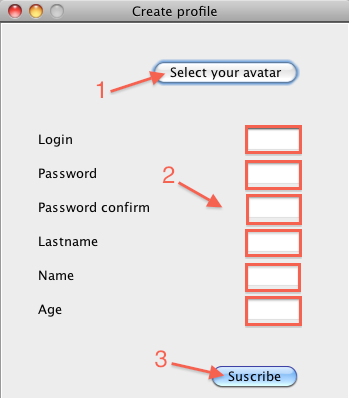 Create profile
1
Select your avatar
Login
Password
2
Password confirm
Lastname
Name
Age
3
Suscribe